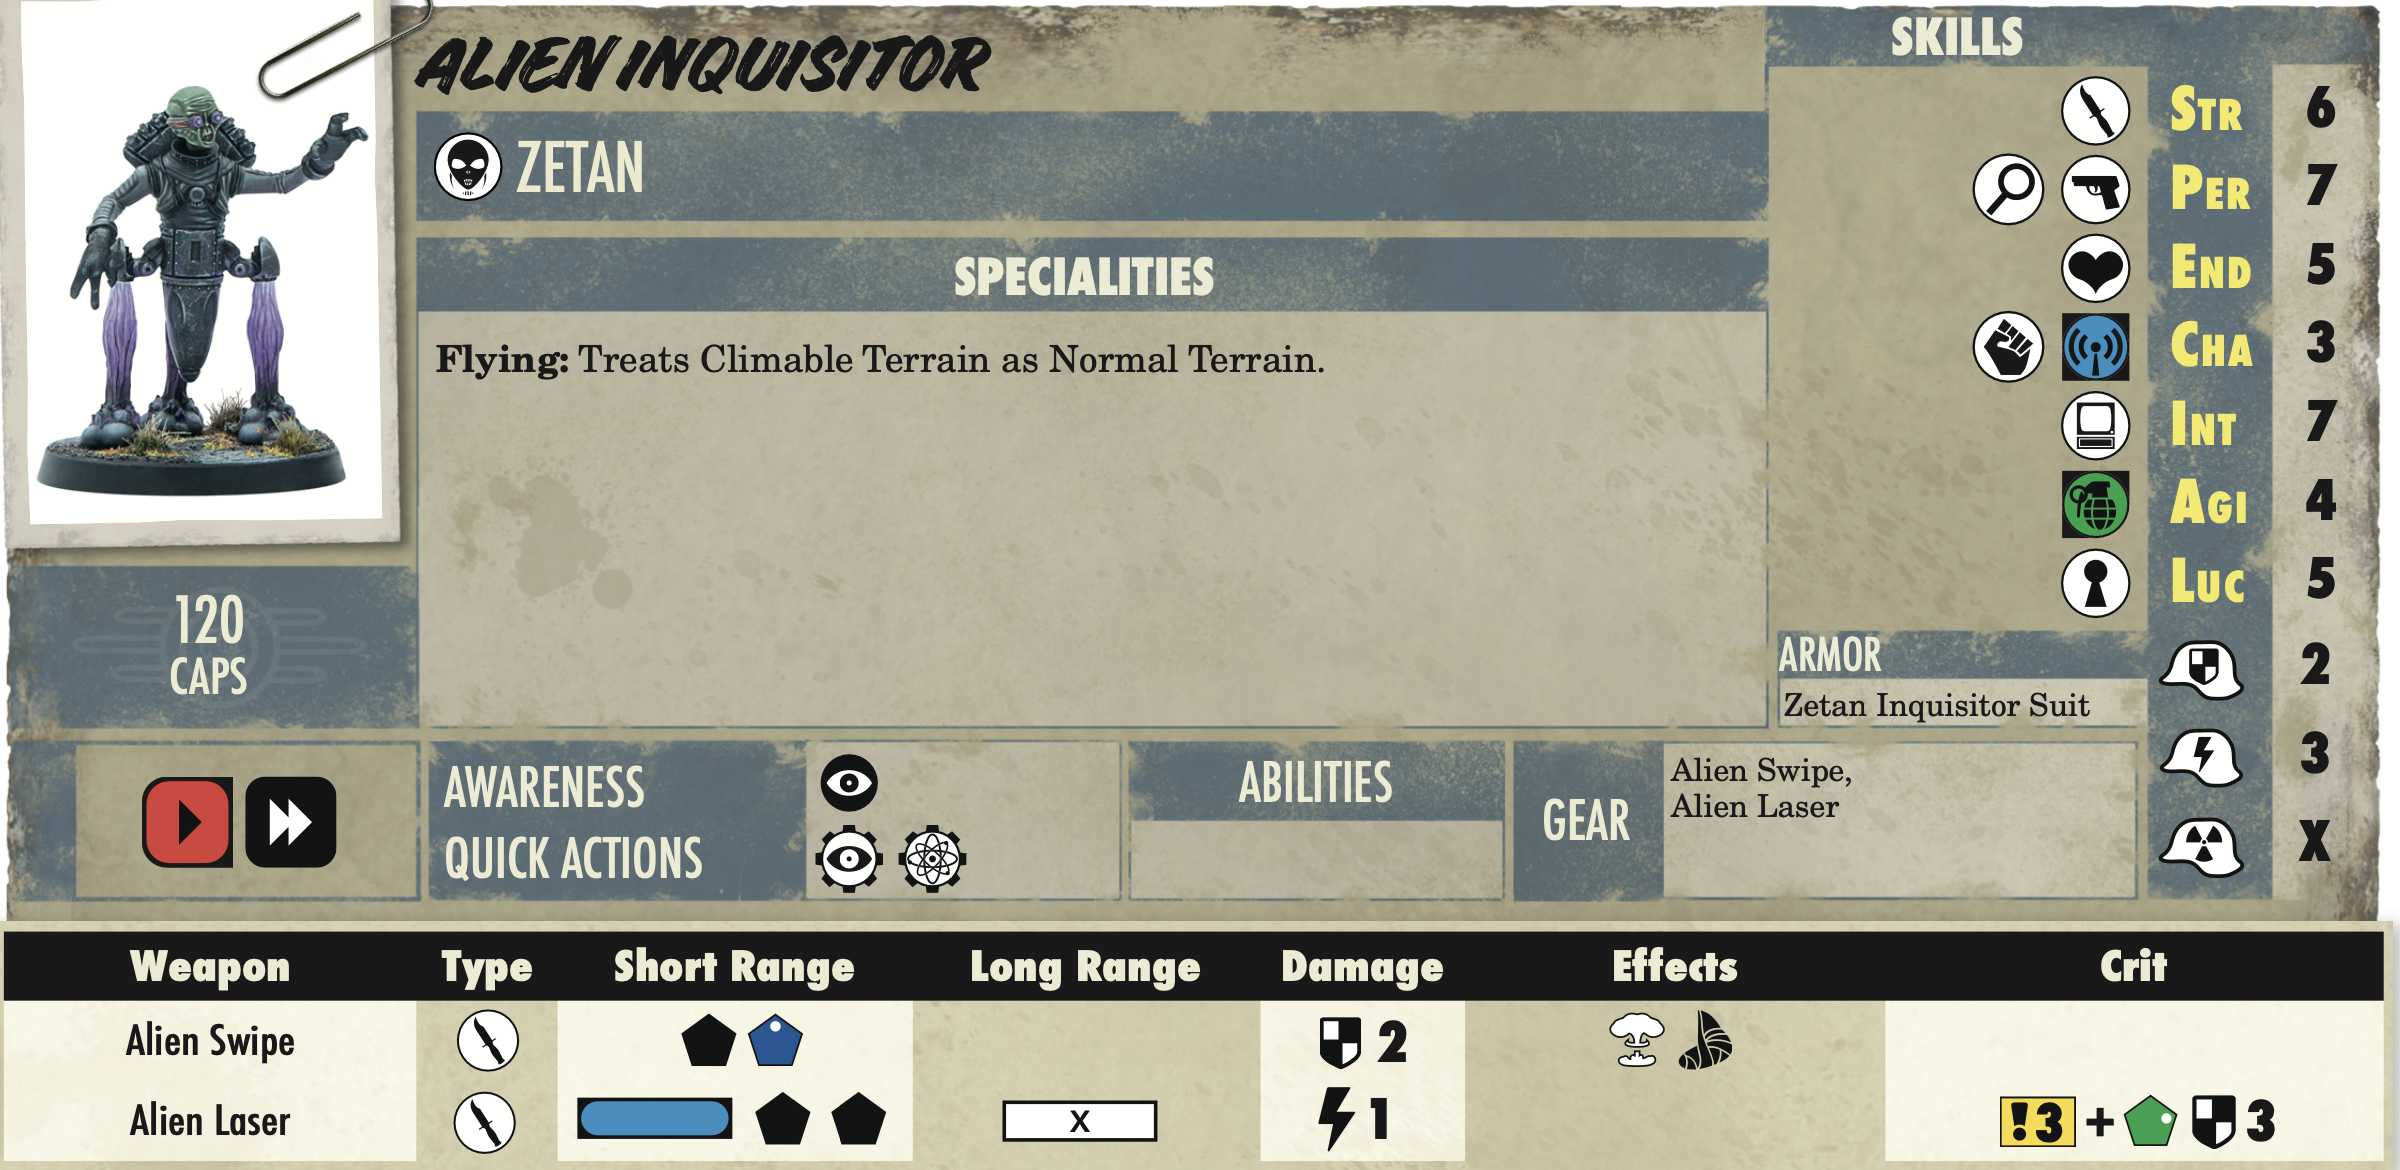 ALIEN INQUISITOR
ZETAN
SPECIALITIES
Flying: Treats Climable Terrain as Normal Terrain.
120
CAPS
SKILLS
STR 6
PER 7
END 5
CHA 3
INT 7
AGI 4
LUC 5
ARMOR
Zetan Inquisitor Suit
2
3
X
AWARENESS
QUICK ACTIONS
ABILITIES
GEAR
Alien Swipe,
Alien Laser
Weapon Type Short Range Long Range Damage Effects Crit
Alien Swipe 2
Alien Laser X 1 !3 + 3